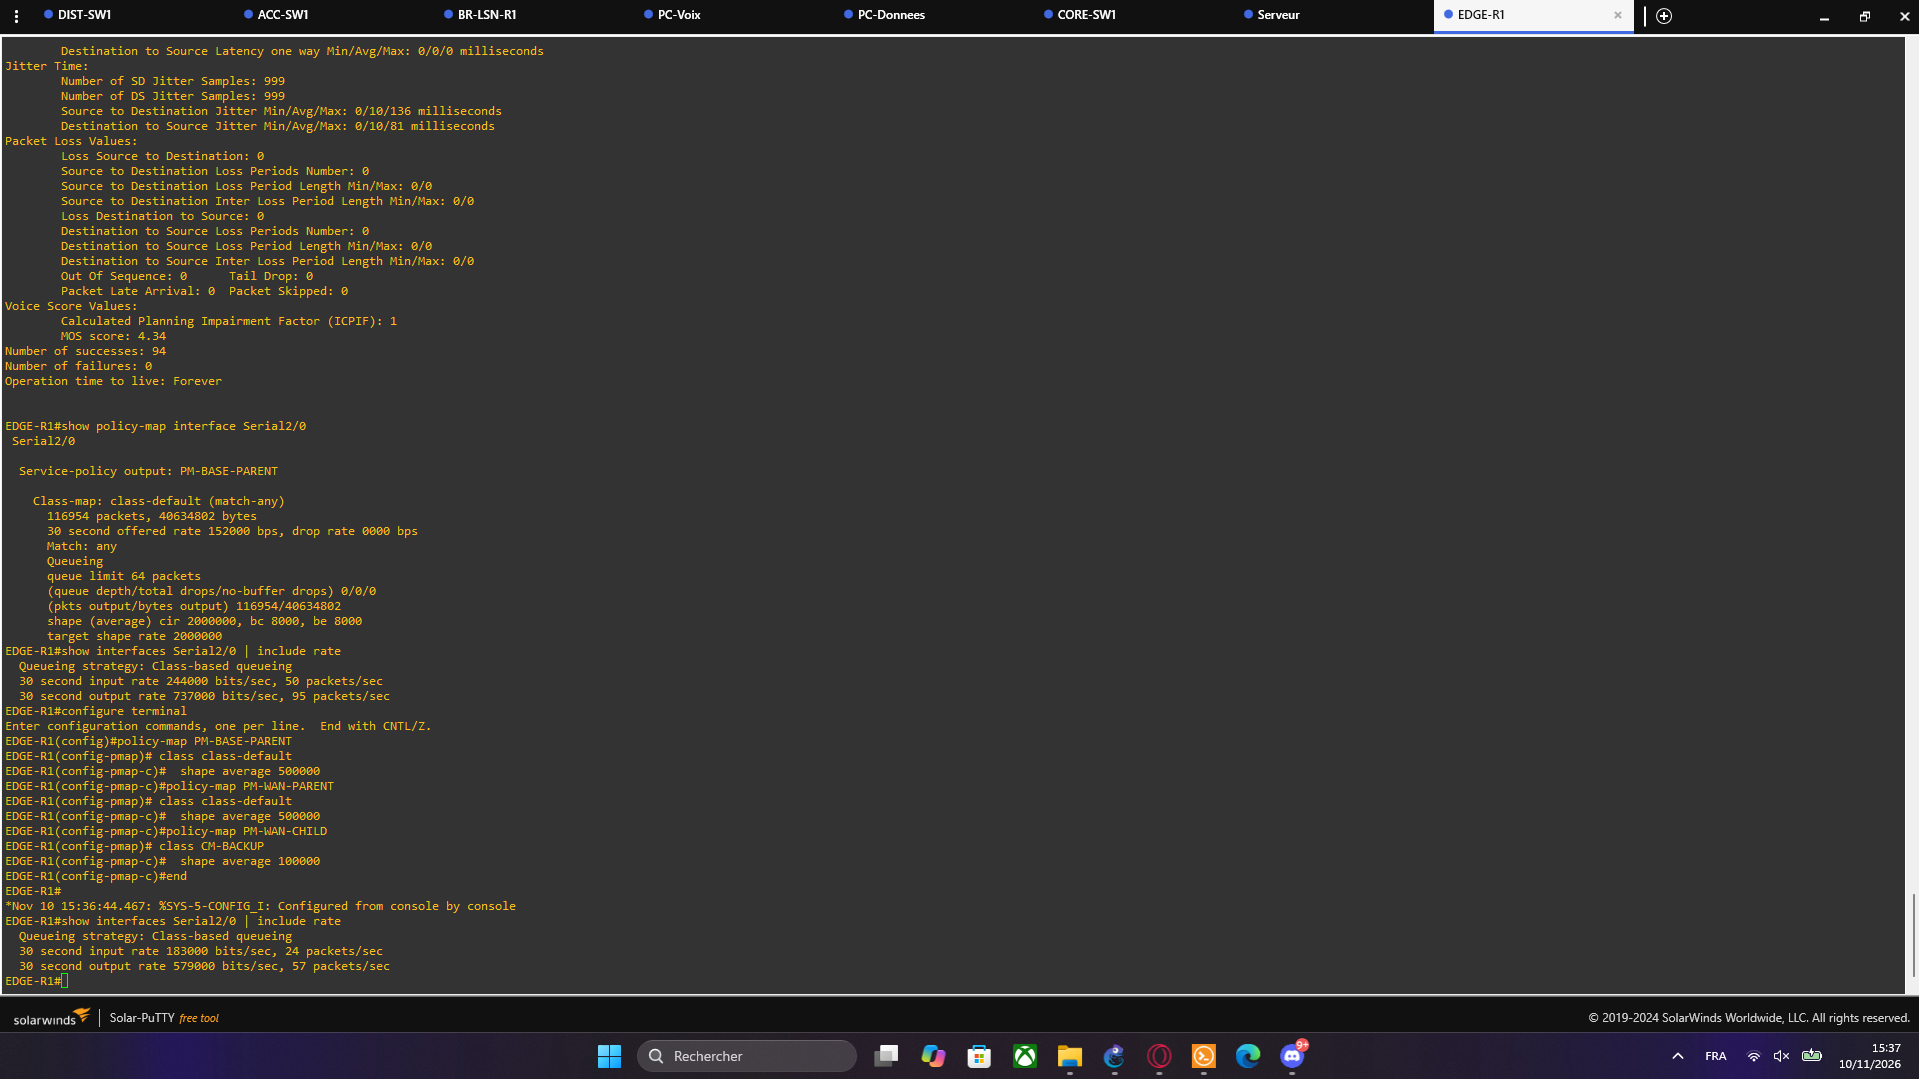 DIST-SW1
ACC-SW1
BR-LSN-R1
PC-Voix
PC-Donnees
CORE-SW1
Serveur
EDGE-R1
Destination to Source Latency one way Min/Avg/Max: 0/0/0 milliseconds
Jitter Time:
Number of SD Jitter Samples: 999
Number of DS Jitter Samples: 999
Source to Destination Jitter Min/Avg/Max: 0/10/136 milliseconds
Destination to Source Jitter Min/Avg/Max: 0/10/81 milliseconds
Packet Loss Values:
Loss Source to Destination: 0
Source to Destination Loss Periods Number: 0
Source to Destination Loss Period Length Min/Max: 0/0
Source to Destination Inter Loss Period Length Min/Max: 0/0
Loss Destination to Source: 0
Destination to Source Loss Periods Number: 0
Destination to Source Loss Period Length Min/Max: 0/0
Destination to Source Inter Loss Period Length Min/Max: 0/0
Out Of Sequence: 0      Tail Drop: 0
Packet Late Arrival: 0  Packet Skipped: 0
Voice Score Values:
Calculated Planning Impairment Factor (ICPIF): 1
MOS score: 4.34
Number of successes: 94
Number of failures: 0
Operation time to live: Forever
EDGE-R1#show policy-map interface Serial2/0
Serial2/0
Service-policy output: PM-BASE-PARENT
Class-map: class-default (match-any)
116954 packets, 40634802 bytes
30 second offered rate 152000 bps, drop rate 0000 bps
Match: any
Queueing
queue limit 64 packets
(queue depth/total drops/no-buffer drops) 0/0/0
(pkts output/bytes output) 116954/40634802
shape (average) cir 2000000, bc 8000, be 8000
target shape rate 2000000
EDGE-R1#show interfaces Serial2/0 | include rate
Queueing strategy: Class-based queueing
30 second input rate 244000 bits/sec, 50 packets/sec
30 second output rate 737000 bits/sec, 95 packets/sec
EDGE-R1#configure terminal
Enter configuration commands, one per line.  End with CNTL/Z.
EDGE-R1(config)#policy-map PM-BASE-PARENT
EDGE-R1(config-pmap)# class class-default
EDGE-R1(config-pmap-c)#  shape average 500000
EDGE-R1(config-pmap-c)#policy-map PM-WAN-PARENT
EDGE-R1(config-pmap)# class class-default
EDGE-R1(config-pmap-c)#  shape average 500000
EDGE-R1(config-pmap-c)#policy-map PM-WAN-CHILD
EDGE-R1(config-pmap)# class CM-BACKUP
EDGE-R1(config-pmap-c)#  shape average 100000
EDGE-R1(config-pmap-c)#end
EDGE-R1#
*Nov 10 15:36:44.467: %SYS-5-CONFIG_I: Configured from console by console
EDGE-R1#show interfaces Serial2/0 | include rate
Queueing strategy: Class-based queueing
30 second input rate 183000 bits/sec, 24 packets/sec
30 second output rate 579000 bits/sec, 57 packets/sec
EDGE-R1#
solarwinds | Solar-PuTTY free tool
© 2019-2024 SolarWinds Worldwide, LLC. All rights reserved.
Rechercher
9+
FRA
15:37
10/11/2026